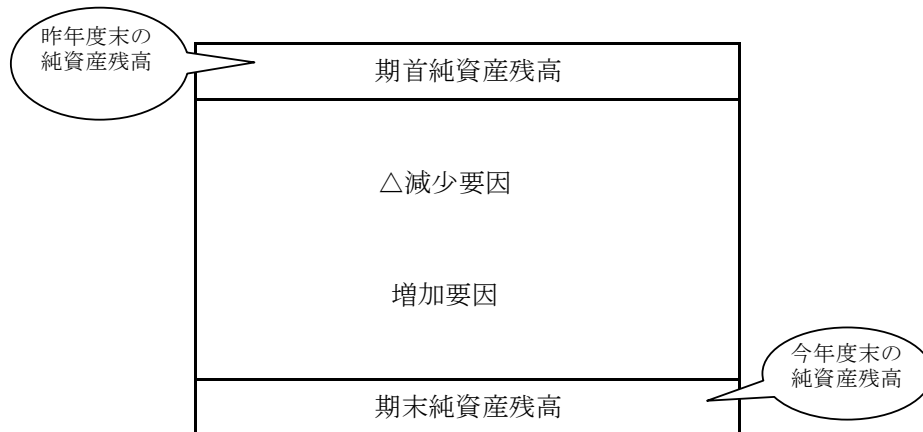 昨年度末の
純資産残高
期首純資産残高
△減少要因
増加要因
今年度末の
純資産残高
期末純資産残高